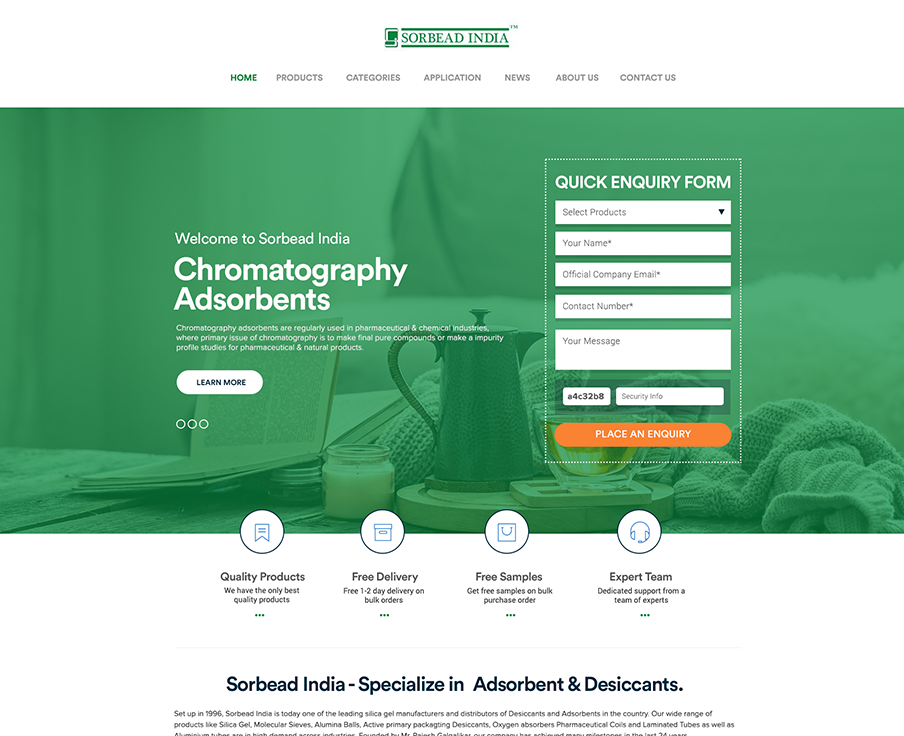 SORBEAD INDIA™
HOME PRODUCTS CATEGORIES APPLICATION NEWS ABOUT US CONTACT US
Welcome to Sorbead India
Chromatography
Adsorbents
Chromatography adsorbents are regularly used in pharmaceutical & chemical industries,
where primary issue of chromatography is to make final pure compounds or make a impurity
profile studies for pharmaceutical & natural products.
LEARN MORE
QUICK ENQUIRY FORM
Select Products
Your Name*
Official Company Email*
Contact Number*
Your Message
a4c32b8 Security Info
PLACE AN ENQUIRY
Quality Products
We have the only best
quality products
Free Delivery
Free 1-2 day delivery on
bulk orders
Free Samples
Get free samples on bulk
purchase order
Expert Team
Dedicated support from a
team of experts
Sorbead India - Specialize in Adsorbent & Desiccants.
Set up in 1996, Sorbead India is today one of the leading silica gel manufacturers and distributors of Desiccants and Adsorbents in the country. Our wide range of
products like Silica Gel, Molecular Sieves, Alumina Balls, Active primary packaging Desiccants, Oxygen absorbers Pharmaceutical Coils and Laminated Tubes as well as
Aluminium tubes are in high demand across industries. Founded by Mr. Rajesh Galgalikar, our company has achieved many milestones in the last 24 years.